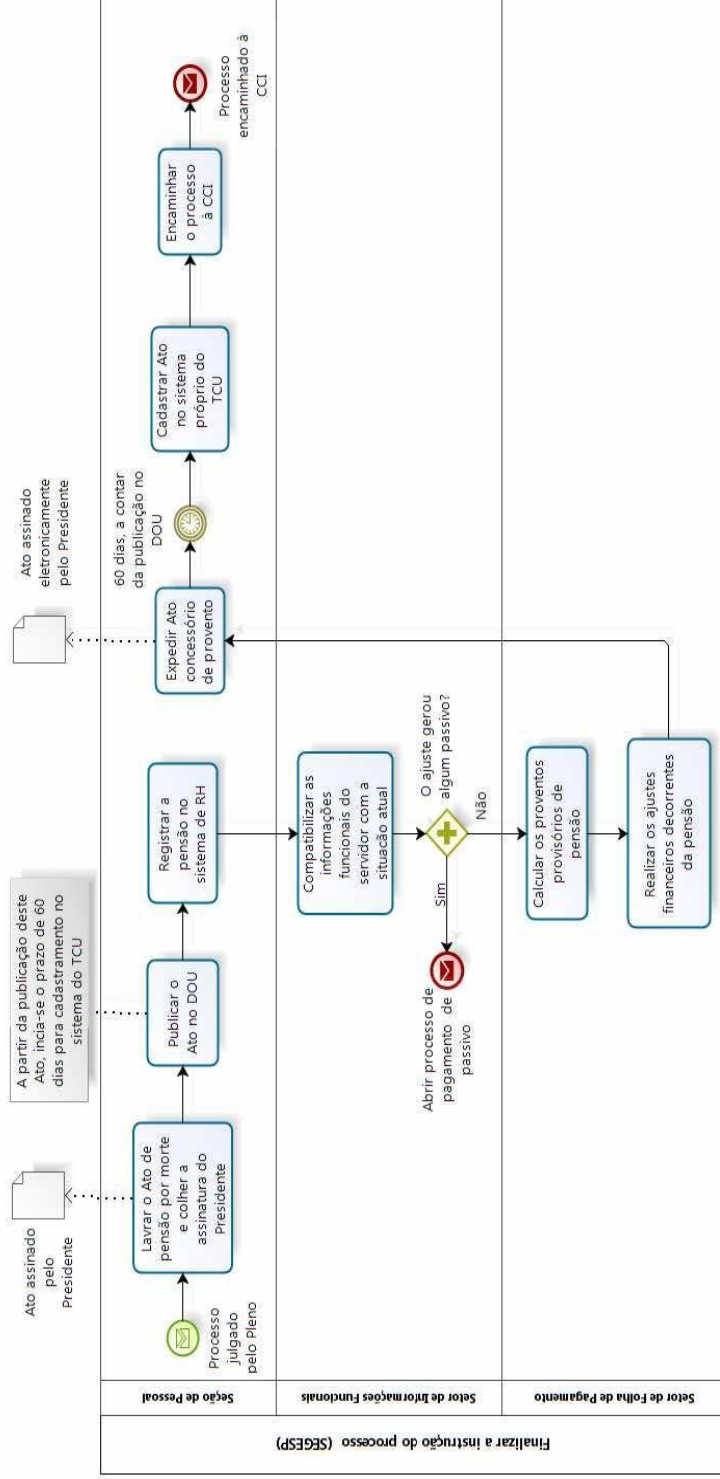 Finalizar a instrução do processo (SEGESP)
Seção de Pessoal
Processo
julgado
pelo Pleno
Ato assinado
pelo
Presidente
Lavrar o Ato de
pensão por morte
e colher a
assinatura do
Presidente
A partir da publicação deste
Ato, incia-se o prazo de 60
dias para cadastramento no
sistema do TCU
Publicar o
Ato no DOU
Registrar a
pensão no
sistema de RH
Ato assinado
eletronicamente
pelo Presidente
Expedir Ato
concessório
de provento
60 dias, a contar
da publicação no
DOU
Cadastrar Ato
no sistema
próprio do
TCU
Encaminhar
o processo
à CCI
Processo
encaminhado à
CCI
Setor de Informações Funcionais
Compatibilizar as
informações
funcionais do
servidor com a
situacão atual
O ajuste gerou
algum passivo?
Sim
Não
Abrir processo de
pagamento de
passivo
Setor de Folha de Pagamento
Calcular os proventos
provisórios de
pensão
Realizar os ajustes
financeiros decorrentes
da pensão